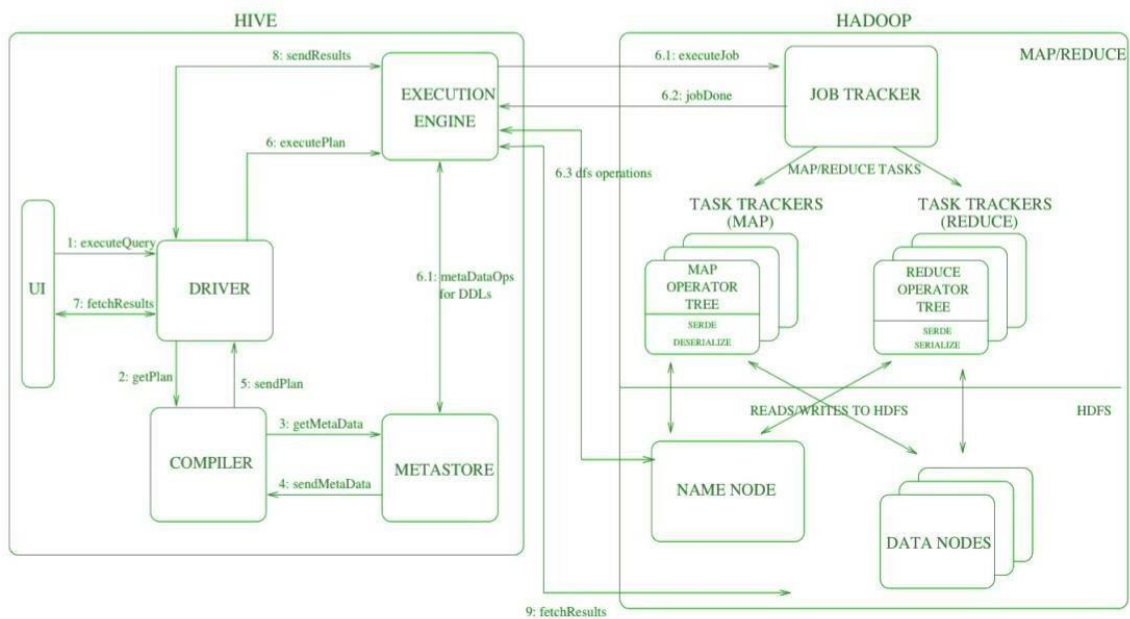 HIVE
HADOOP
8: sendResults
6.1: executeJob
MAP/REDUCE
EXECUTION
ENGINE
6.2: jobDone
JOB TRACKER
6: executePlan
6.3 dfs operations
MAP/REDUCE TASKS
TASK TRACKERS
(MAP)
TASK TRACKERS
(REDUCE)
1: executeQuery
UI
DRIVER
7: fetchResults
6.1: metaDataOps
for DDLs
MAP
OPERATOR
TREE
SERDE
DESERIALIZE
REDUCE
OPERATOR
TREE
SERDE
SERIALIZE
2: getPlan
5: sendPlan
READS/WRITES TO HDFS
HDFS
3: getMetaData
COMPILER
METASTORE
4: sendMetaData
NAME NODE
DATA NODES
9: fetchResults